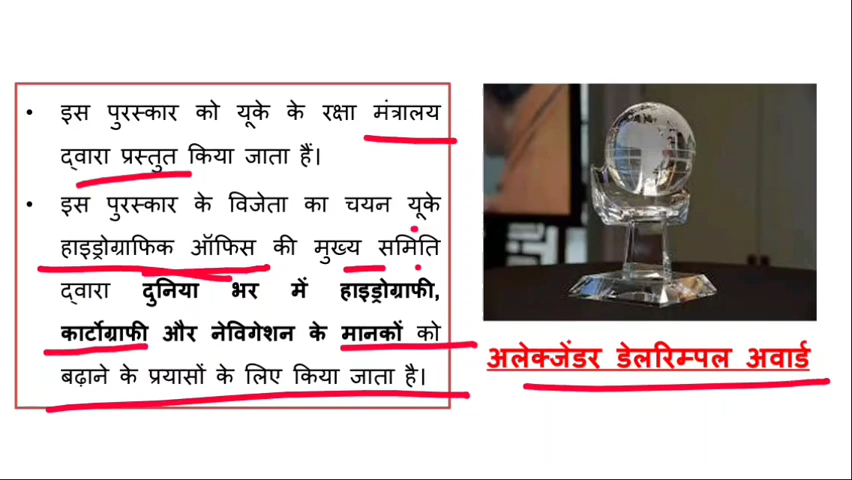 • इस पुरस्कार को यूके के रक्षा मंत्रालय
द्वारा प्रस्तुत किया जाता हैं।
• इस पुरस्कार के विजेता का चयन यूके
हाइड्रोग्राफिक ऑफिस की मुख्य समिति
द्वारा दुनिया भर में हाइड्रोग्राफी,
कार्टोग्राफी और नेविगेशन के मानकों को
बढ़ाने के प्रयासों के लिए किया जाता है।
अलेक्जेंडर डेलरिम्पल अवार्ड